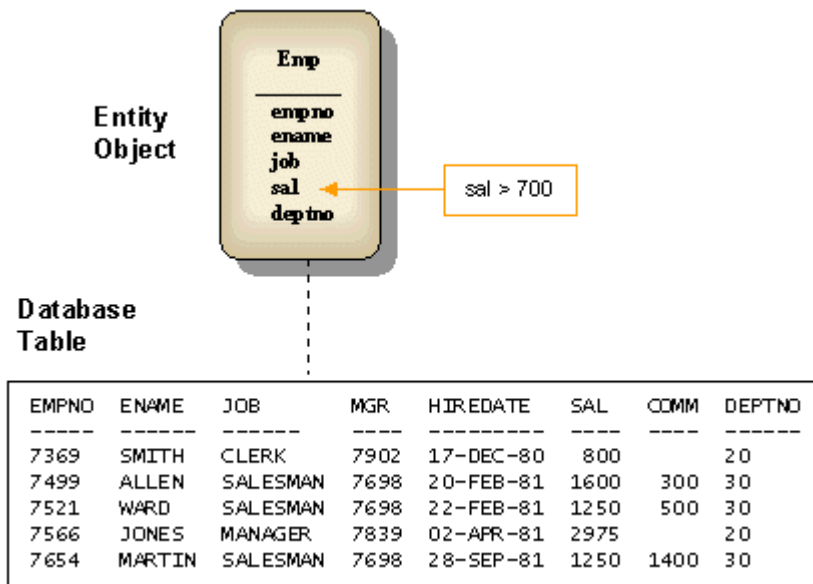 Emp
empno
ename
job
sal
deptno
Entity
Object
sal > 700
Database
Table
EMPNO ENAME JOB MGR HIREDATE SAL COMM DEPTNO
----- ------ ------ ---- --------- ---- ---- ------
7369 SMITH CLERK 7902 17-DEC-80 800 20
7499 ALLEN SALESMAN 7698 20-FEB-81 1600 300 30
7521 WARD SALESMAN 7698 22-FEB-81 1250 500 30
7566 JONES MANAGER 7839 02-APR-81 2975 20
7654 MARTIN SALESMAN 7698 28-SEP-81 1250 1400 30